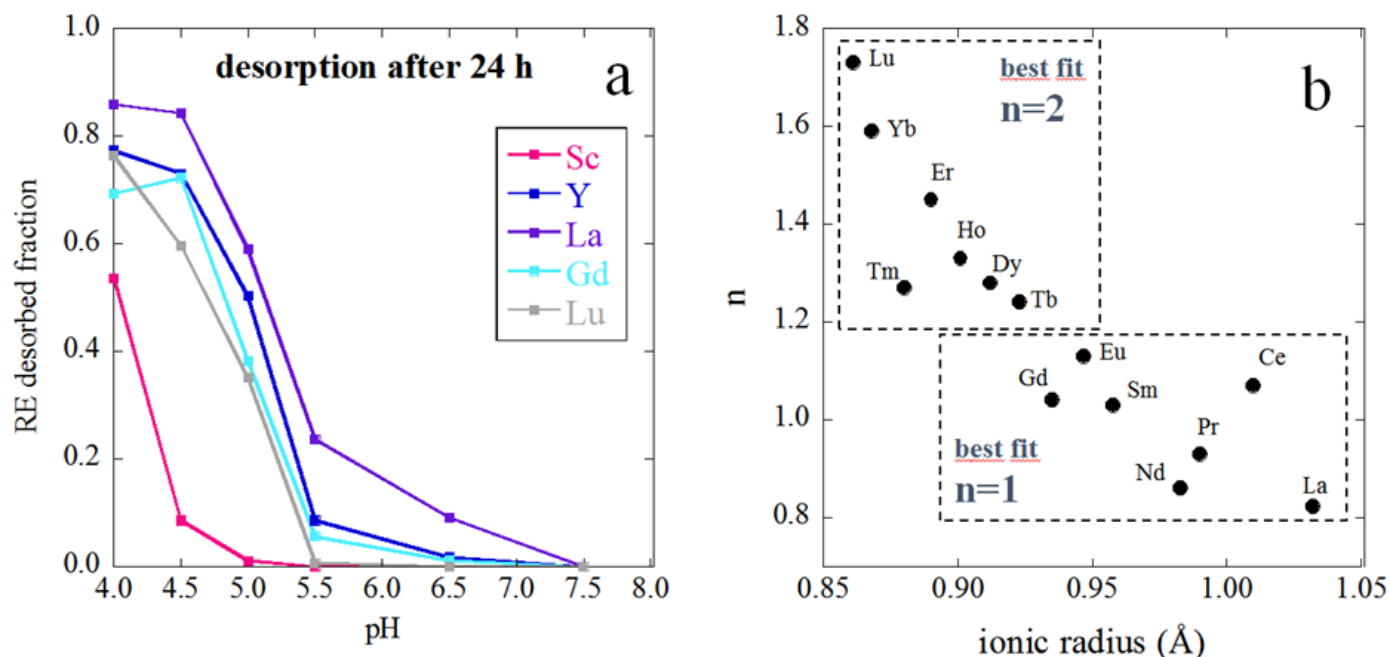 desorption after 24 h
a
1.0
0.8
0.6
0.4
0.2
0.0
RE desorbed fraction
Sc
Y
La
Gd
Lu
4.0 4.5 5.0 5.5 6.0 6.5 7.0 7.5 8.0
pH
b
1.8
1.6
1.4
1.2
1.0
0.8
n
best fit
n=2
Lu
Yb
Er
Ho
Tm
Dy
Tb
Eu
Gd
Sm
Ce
Pr
Nd
La
best fit
n=1
0.85 0.90 0.95 1.00 1.05
ionic radius (Å)